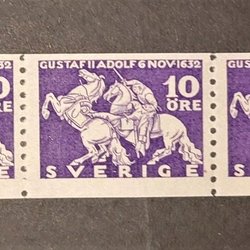 GUSTAF II ADOLF 6 NOV·1632
10
ÖRE
SVERIGE